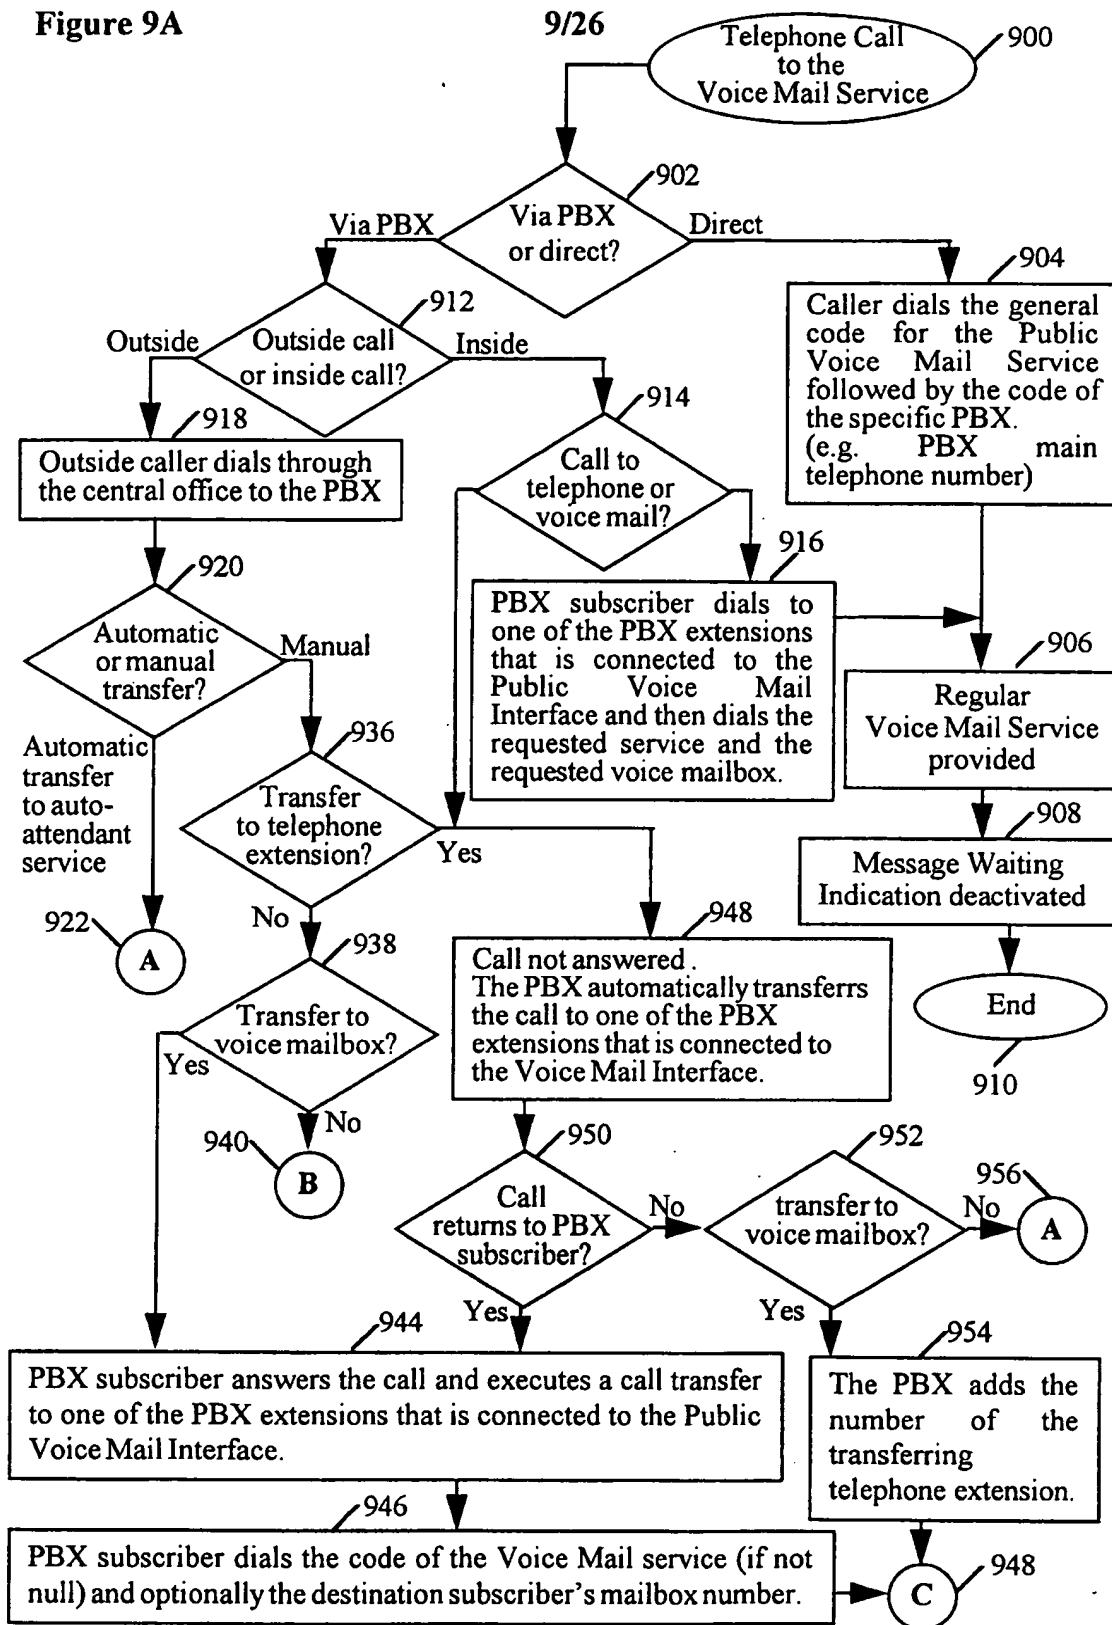 Figure 9A
9/26
Telephone Call
to the
Voice Mail Service
900
902
Via PBX
or direct?
Via PBX
Direct
904
Caller dials the general
code for the Public
Voice Mail Service
followed by the code of
the specific PBX.
(e.g. PBX main
telephone number)
912
Outside call
or inside call?
Outside
Inside
914
Call to
telephone or
voice mail?
918
Outside caller dials through
the central office to the PBX
916
PBX subscriber dials to
one of the PBX extensions
that is connected to the
Public Voice Mail
Interface and then dials the
requested service and the
requested voice mailbox.
920
Automatic
or manual
transfer?
Manual
906
Regular
Voice Mail Service
provided
Automatic
transfer
to auto-
attendant
service
936
Transfer
to telephone
extension?
Yes
No
908
Message Waiting
Indication deactivated
922
A
938
Transfer to
voice mailbox?
Yes
No
948
Call not answered.
The PBX automatically transferrs
the call to one of the PBX
extensions that is connected to
the Voice Mail Interface.
End
910
940
B
950
Call
returns to PBX
subscriber?
No
Yes
952
transfer to
voice mailbox?
No
Yes
956
A
944
PBX subscriber answers the call and executes a call transfer
to one of the PBX extensions that is connected to the Public
Voice Mail Interface.
954
The PBX adds the
number of the
transferring
telephone extension.
946
PBX subscriber dials the code of the Voice Mail service (if not
null) and optionally the destination subscriber's mailbox number.
C
948